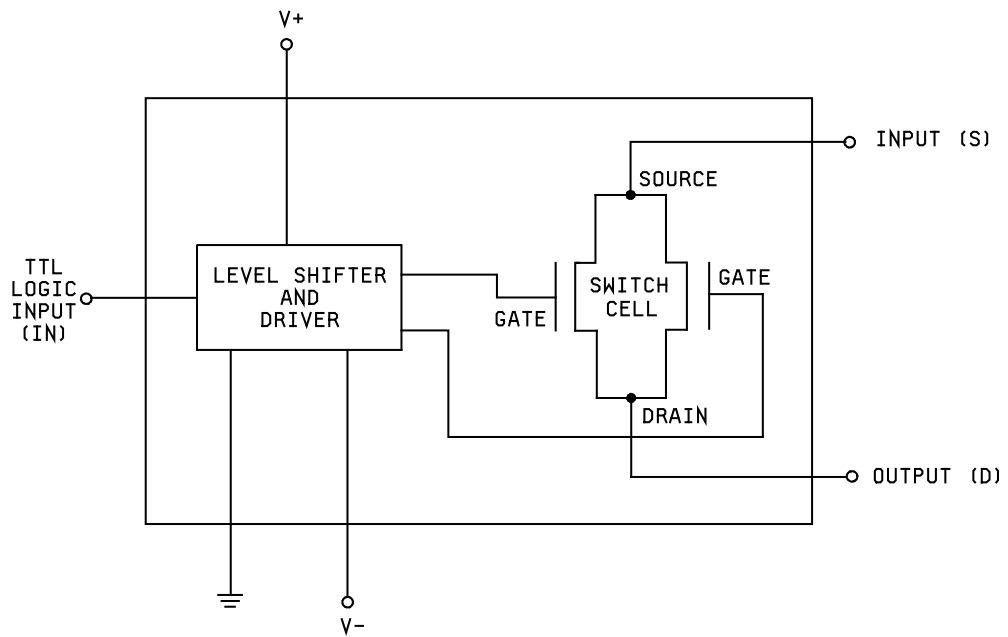 V+
INPUT (S)
SOURCE
TTL
LOGIC
INPUT
(IN)
LEVEL SHIFTER
AND
DRIVER
GATE
SWITCH
CELL
GATE
DRAIN
OUTPUT (D)
V-